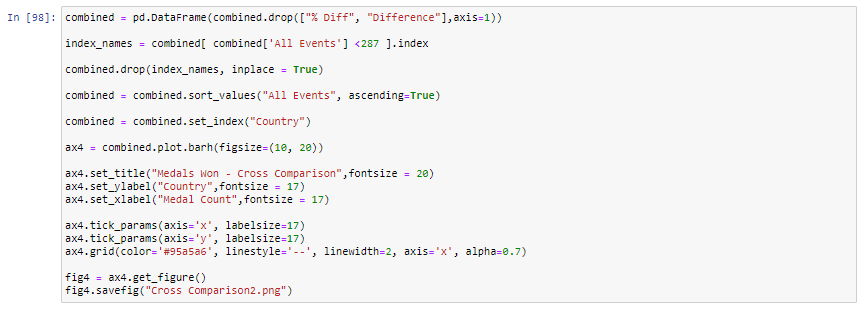 In [98]: combined = pd.DataFrame(combined.drop(["% Diff", "Difference"],axis=1))
index_names = combined[ combined['All Events'] <287 ].index
combined.drop(index_names, inplace = True)
combined = combined.sort_values("All Events", ascending=True)
combined = combined.set_index("Country")
ax4 = combined.plot.barh(figsize=(10, 20))
ax4.set_title("Medals Won - Cross Comparison",fontsize = 20)
ax4.set_ylabel("Country",fontsize = 17)
ax4.set_xlabel("Medal Count",fontsize = 17)
ax4.tick_params(axis='x', labelsize=17)
ax4.tick_params(axis='y', labelsize=17)
ax4.grid(color='#95a5a6', linestyle='--', linewidth=2, axis='x', alpha=0.7)
fig4 = ax4.get_figure()
fig4.savefig("Cross Comparison2.png")